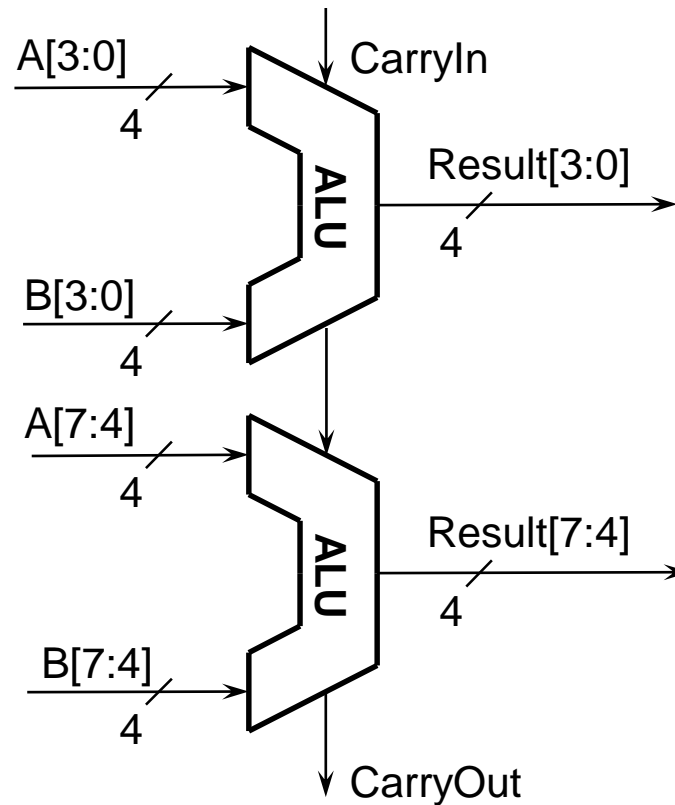 CarryIn
A[3:0]
4
ALU
Result[3:0]
4
B[3:0]
4
A[7:4]
4
ALU
Result[7:4]
4
B[7:4]
4
CarryOut